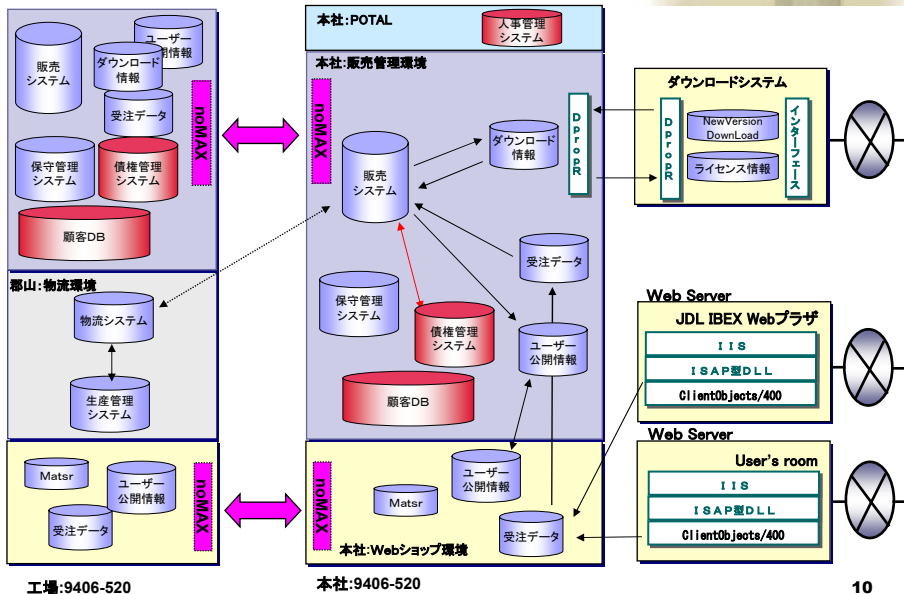 販売
システム
ユーザー
開情報
ダウンロード
情報
受注データ
noMAX
保守管理
システム
債権管理
システム
顧客DB
郡山:物流環境
物流システム
生産管理
システム
Matsr
ユーザー
公開情報
受注データ
noMAX
工場:9406-520
本社:POTAL
人事管理
システム
本社:販売管理環境
noMAX
販売
システム
ダウンロード
情報
DpropR
受注データ
保守管理
システム
債権管理
システム
ユーザー
公開情報
顧客DB
noMAX
Matsr
ユーザー
公開情報
受注データ
本社:Webショップ環境
本社:9406-520
ダウンロードシステム
DpropR
NewVersion
DownLoad
ライセンス情報
インターフェース
Web Server
JDL IBEX Webプラザ
IIS
ISAP型DLL
ClientObjects/400
Web Server
User's room
IIS
ISAP型DLL
ClientObjects/400
10